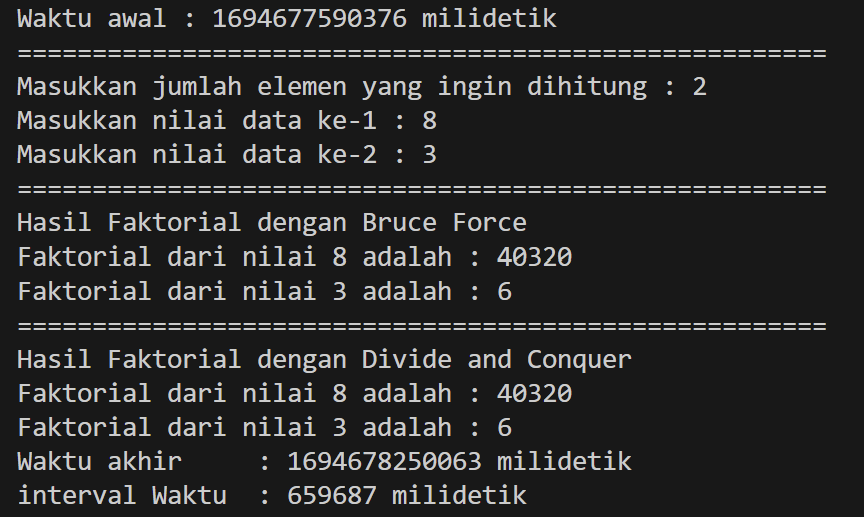 Waktu awal : 1694677590376 milidetik
======================================================
Masukkan jumlah elemen yang ingin dihitung : 2
Masukkan nilai data ke-1 : 8
Masukkan nilai data ke-2 : 3
======================================================
Hasil Faktorial dengan Bruce Force
Faktorial dari nilai 8 adalah : 40320
Faktorial dari nilai 3 adalah : 6
======================================================
Hasil Faktorial dengan Divide and Conquer
Faktorial dari nilai 8 adalah : 40320
Faktorial dari nilai 3 adalah : 6
Waktu akhir     : 1694678250063 milidetik
interval Waktu  : 659687 milidetik